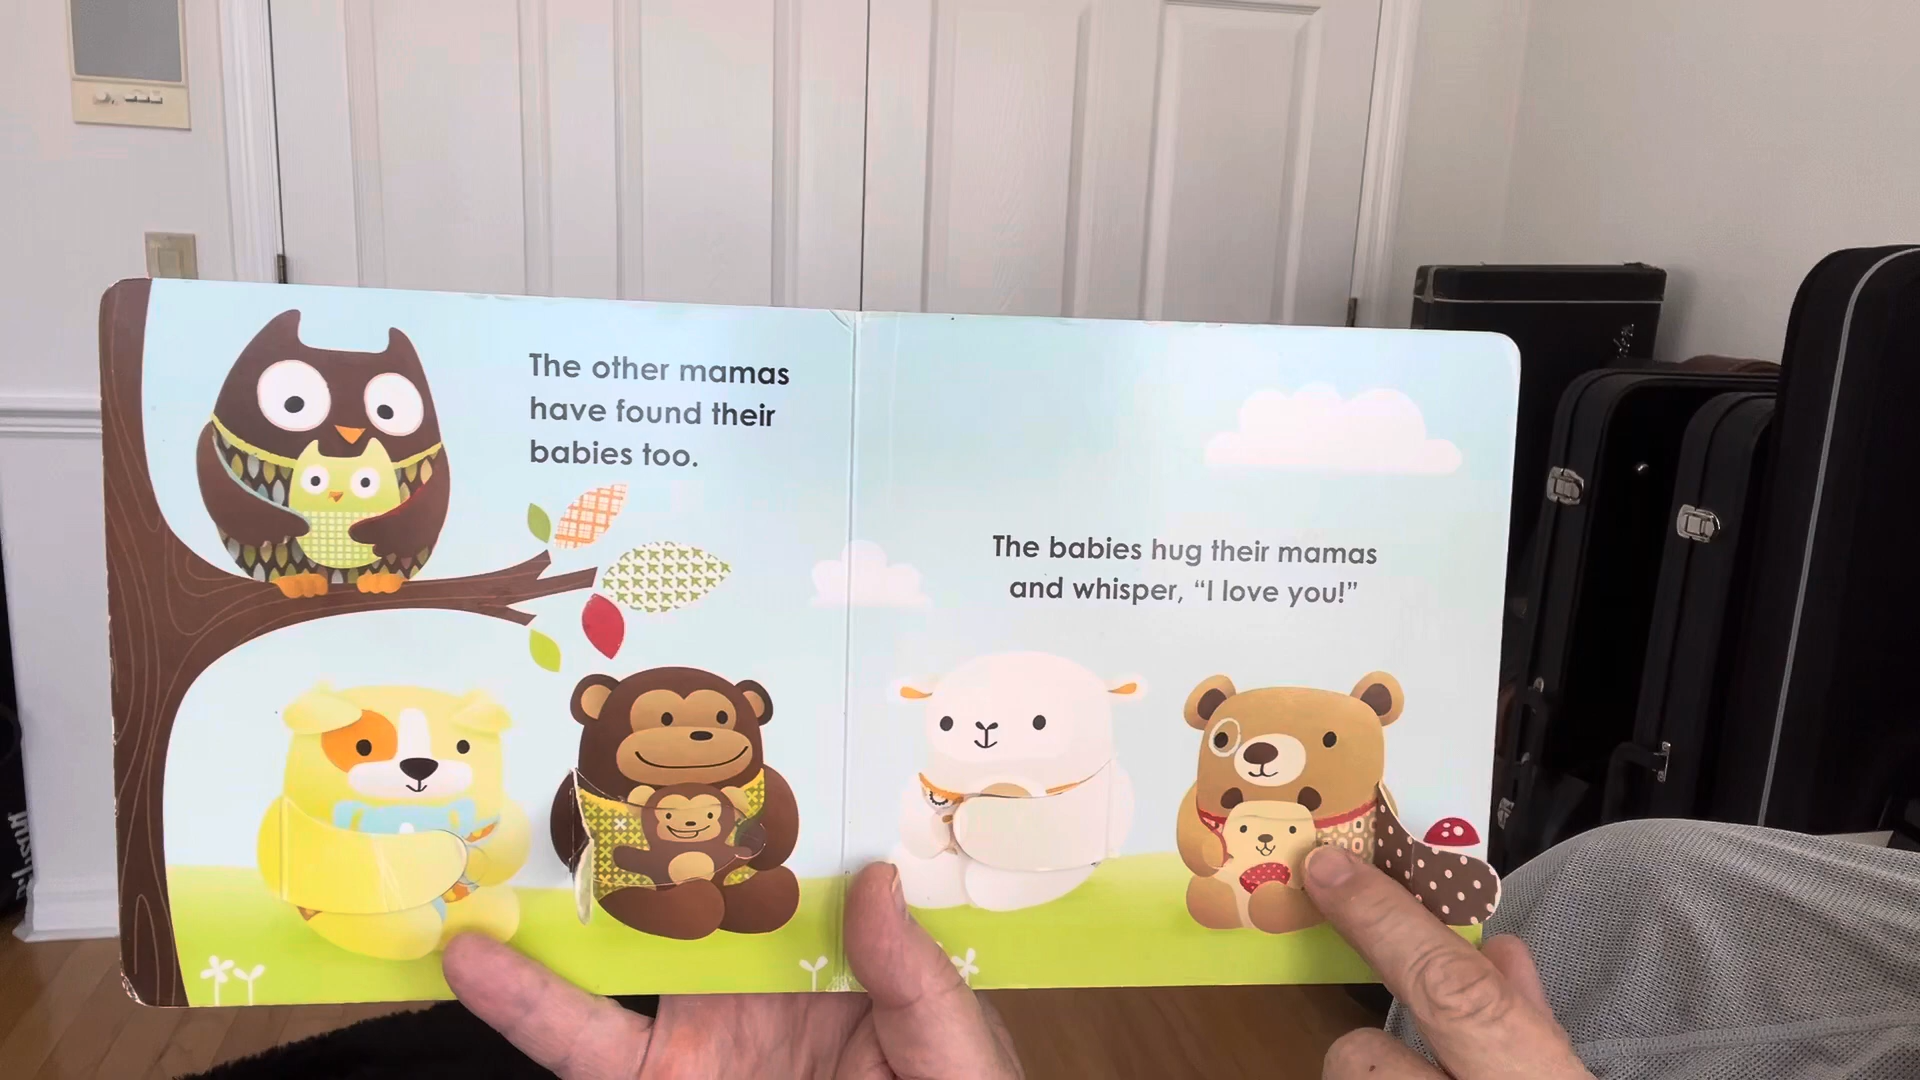 The other mamas
have found their
babies too.
The babies hug their mamas
and whisper, “I love you!”